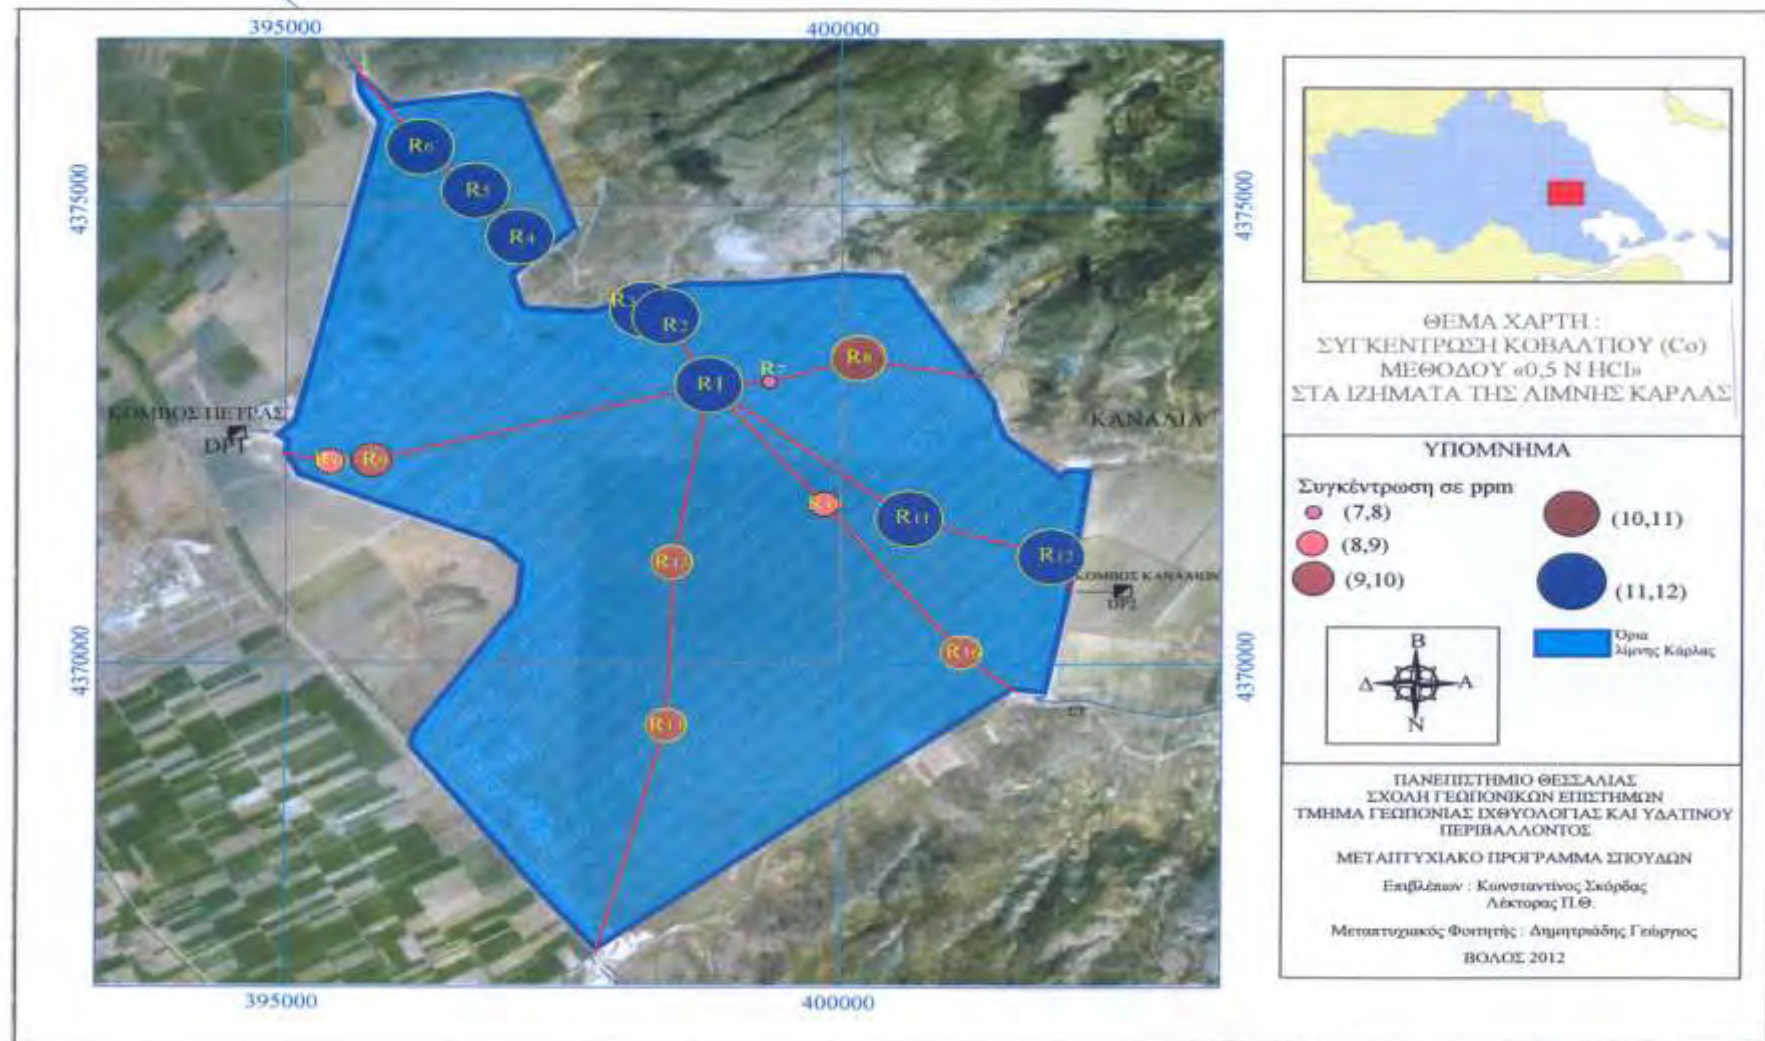 395000
400000
4375000
4375000
4370000
4370000
395000
400000
R6
R5
R4
R2
R1
R7
R8
ΚΟΜΒΟΣ ΠΕΤΡΑΣ
DP1
R9
ΚΑΝΑΛΙΑ
R11
R12
ΚΟΜΒΟΣ ΚΑΝΑΛΙΩΝ
DP2
R16
R13
ΘΕΜΑ ΧΑΡΤΗ :
ΣΥΓΚΕΝΤΡΩΣΗ ΚΟΒΑΛΤΙΟΥ (Co)
ΜΕΘΟΔΟΥ «0,5 N HCl»
ΣΤΑ ΙΖΗΜΑΤΑ ΤΗΣ ΛΙΜΝΗΣ ΚΑΡΛΑΣ
ΥΠΟΜΝΗΜΑ
Συγκέντρωση σε ppm
(7,8)
(8,9)
(9,10)
(10,11)
(11,12)
Όρια
λίμνης Κάρλας
Β
Δ
Α
Ν
ΠΑΝΕΠΙΣΤΗΜΙΟ ΘΕΣΣΑΛΙΑΣ
ΣΧΟΛΗ ΓΕΩΠΟΝΙΚΩΝ ΕΠΙΣΤΗΜΩΝ
ΤΜΗΜΑ ΓΕΩΠΟΝΙΑΣ ΙΧΘΥΟΛΟΓΙΑΣ ΚΑΙ ΥΔΑΤΙΝΟΥ
ΠΕΡΙΒΑΛΛΟΝΤΟΣ
ΜΕΤΑΠΤΥΧΙΑΚΟ ΠΡΟΓΡΑΜΜΑ ΣΠΟΥΔΩΝ
Επιβλέπων : Κωνσταντίνος Σκόρδας
Λέκτορας Π.Θ.
Μεταπτυχιακός Φοιτητής : Δημητριάδης Γεώργιος
ΒΟΛΟΣ 2012